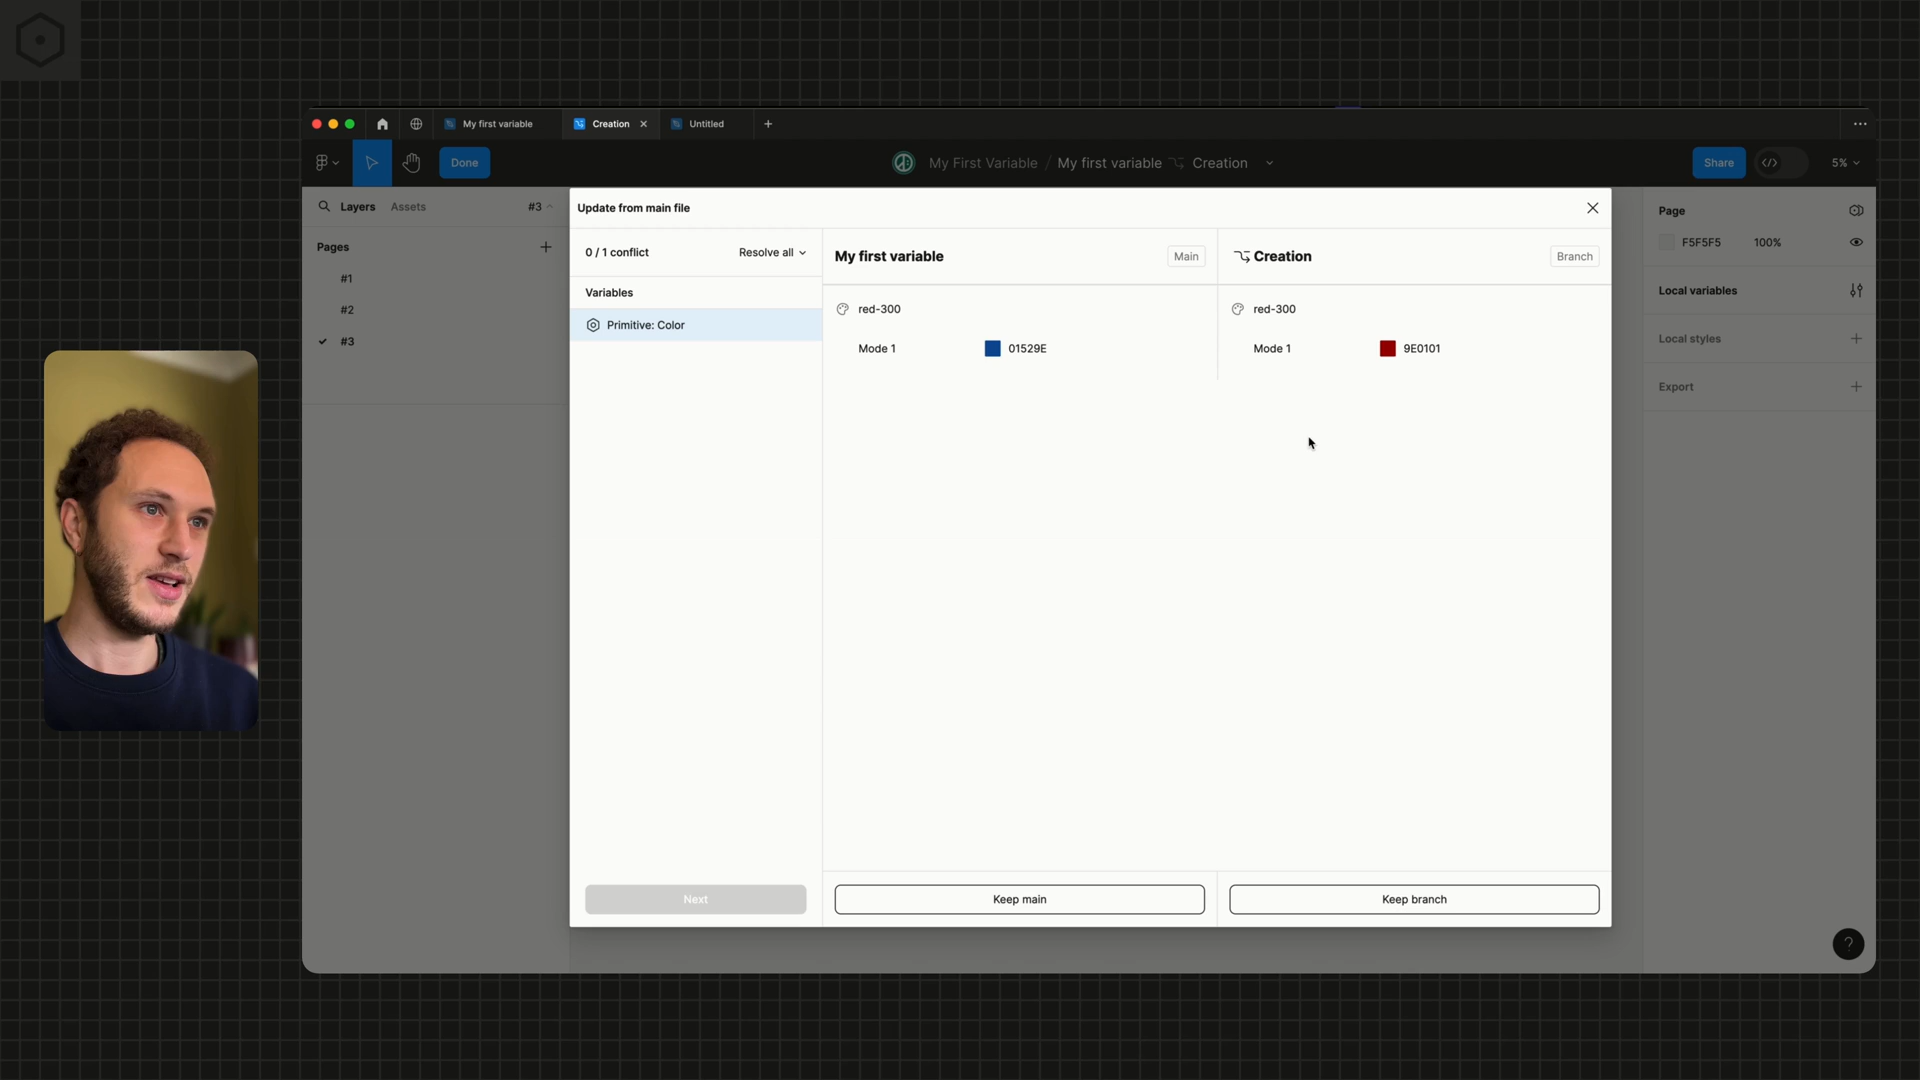 My first variable
Creation
Untitled
Done
My First Variable / My first variable Creation
Share
5%
Layers
Assets
#3
Pages
#1
#2
#3
Update from main file
0 / 1 conflict
Resolve all
Variables
Primitive: Color
Next
My first variable
Main
red-300
Mode 1
01529E
Keep main
Creation
Branch
red-300
Mode 1
9E0101
Keep branch
Page
F5F5F5
100%
Local variables
Local styles
Export
?